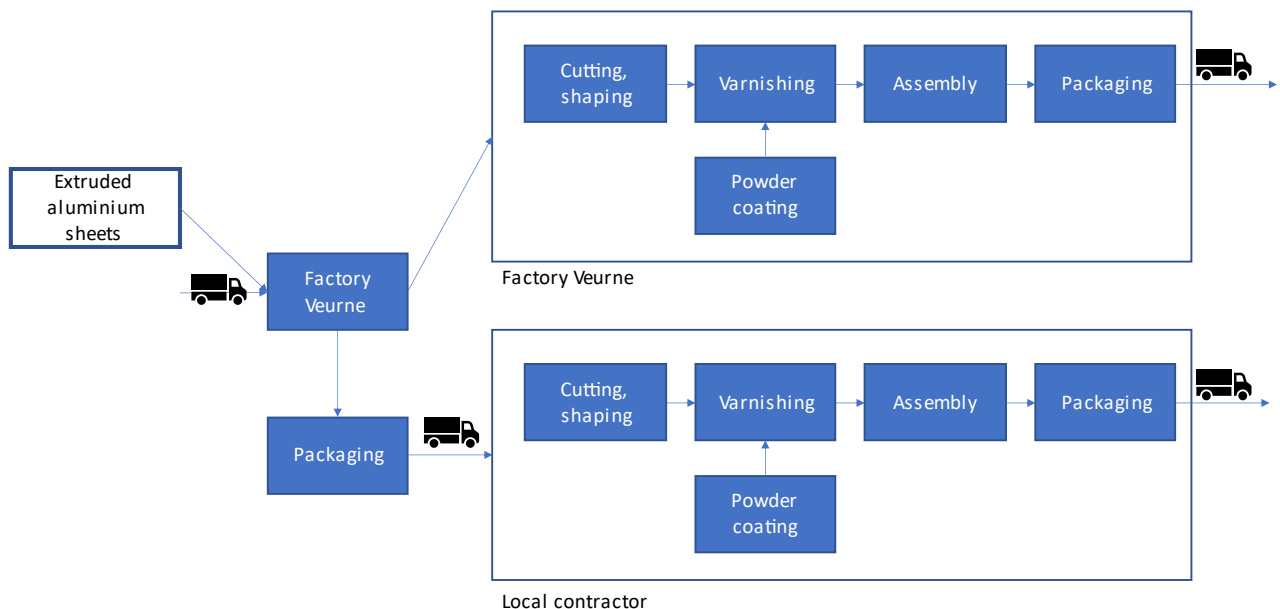 Cutting,
shaping
Varnishing
Assembly
Packaging
Powder
coating
Factory Veurne
Extruded
aluminium
sheets
Factory
Veurne
Packaging
Cutting,
shaping
Varnishing
Assembly
Packaging
Powder
coating
Local contractor